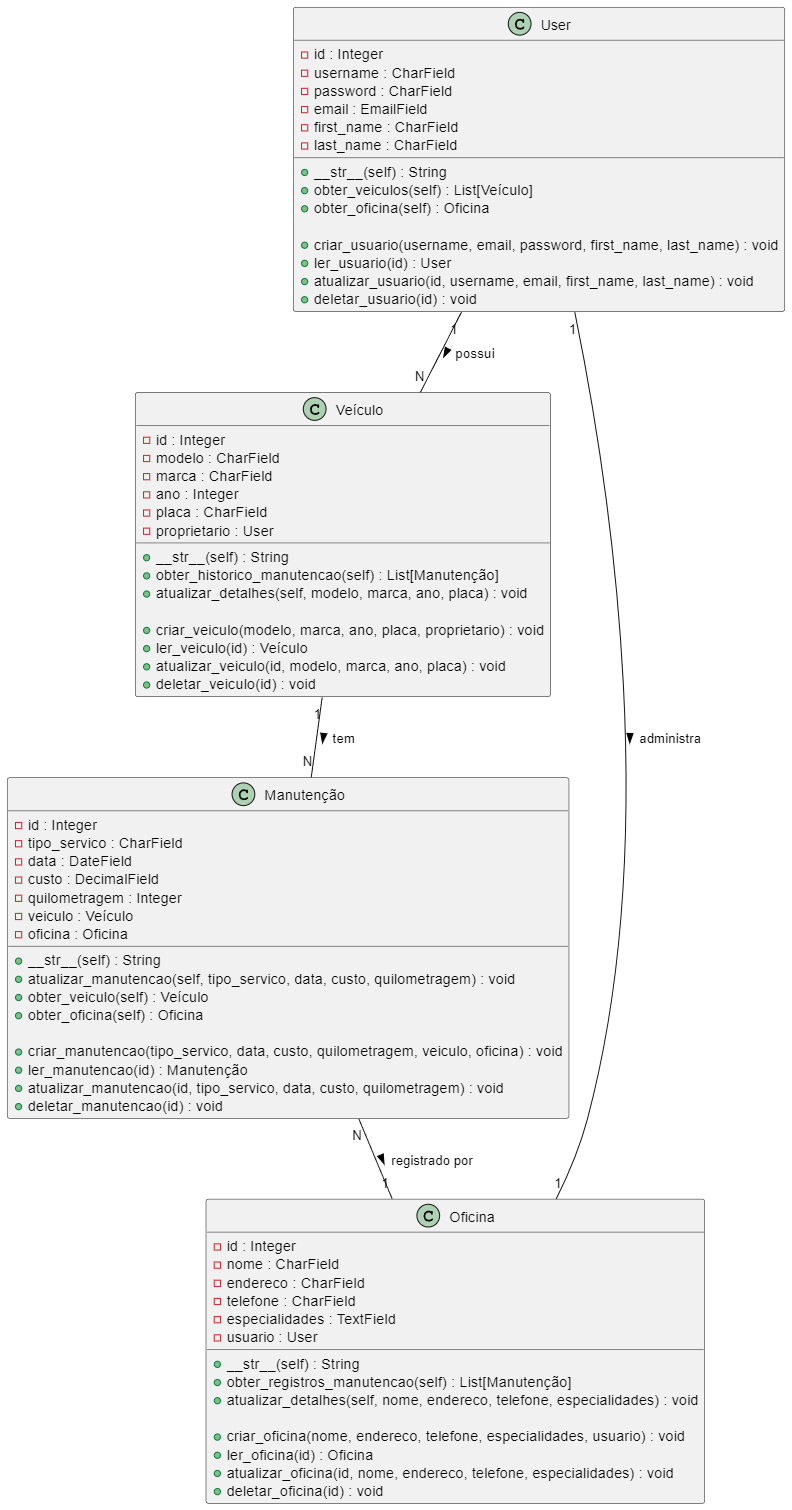 C User
id : Integer
username : CharField
password : CharField
email : EmailField
first_name : CharField
last_name : CharField
__str__(self) : String
obter_veiculos(self) : List[Veículo]
obter_oficina(self) : Oficina
criar_usuario(username, email, password, first_name, last_name) : void
ler_usuario(id) : User
atualizar_usuario(id, username, email, first_name, last_name) : void
deletar_usuario(id) : void
1
1
possui
N
C Veículo
id : Integer
modelo : CharField
marca : CharField
ano : Integer
placa : CharField
proprietario : User
__str__(self) : String
obter_historico_manutencao(self) : List[Manutenção]
atualizar_detalhes(self, modelo, marca, ano, placa) : void
criar_veiculo(modelo, marca, ano, placa, proprietario) : void
ler_veiculo(id) : Veículo
atualizar_veiculo(id, modelo, marca, ano, placa) : void
deletar_veiculo(id) : void
1
tem
administra
N
C Manutenção
id : Integer
tipo_servico : CharField
data : DateField
custo : DecimalField
quilometragem : Integer
veiculo : Veículo
oficina : Oficina
__str__(self) : String
atualizar_manutencao(self, tipo_servico, data, custo, quilometragem) : void
obter_veiculo(self) : Veículo
obter_oficina(self) : Oficina
criar_manutencao(tipo_servico, data, custo, quilometragem, veiculo, oficina) : void
ler_manutencao(id) : Manutenção
atualizar_manutencao(id, tipo_servico, data, custo, quilometragem) : void
deletar_manutencao(id) : void
N
registrado por
1
1
C Oficina
id : Integer
nome : CharField
endereco : CharField
telefone : CharField
especialidades : TextField
usuario : User
__str__(self) : String
obter_registros_manutencao(self) : List[Manutenção]
atualizar_detalhes(self, nome, endereco, telefone, especialidades) : void
criar_oficina(nome, endereco, telefone, especialidades, usuario) : void
ler_oficina(id) : Oficina
atualizar_oficina(id, nome, endereco, telefone, especialidades) : void
deletar_oficina(id) : void